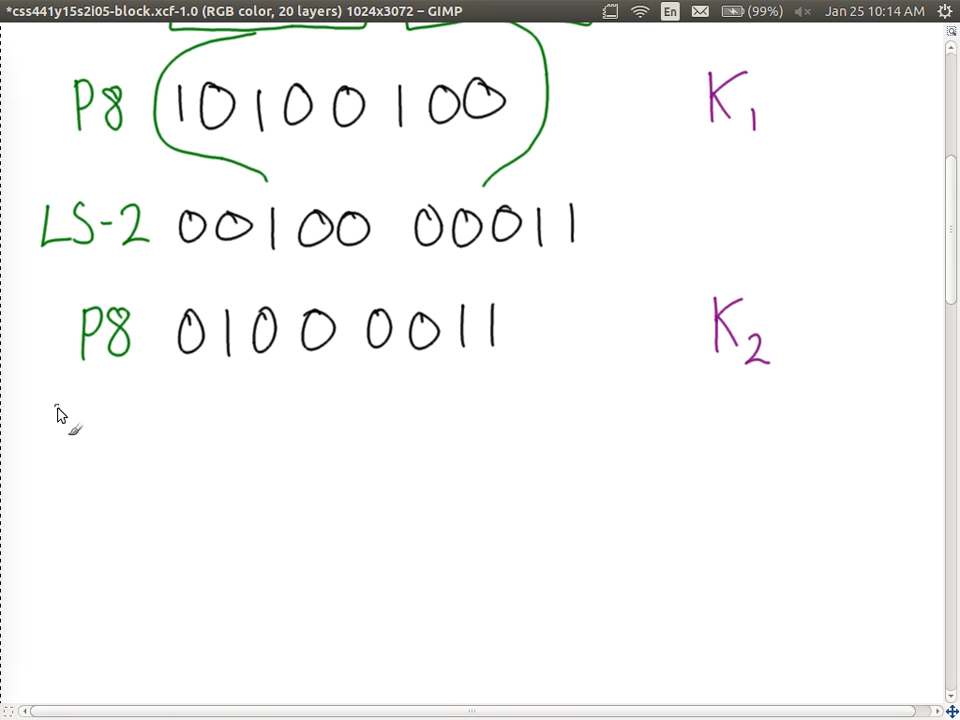 *css441y15s2i05-block.xcf-1.0 (RGB color, 20 layers) 1024x3072 – GIMP En (99%) Jan 25 10:14 AM
P8 10100100 K1
LS-2 00100 00011
P8 01000011 K2